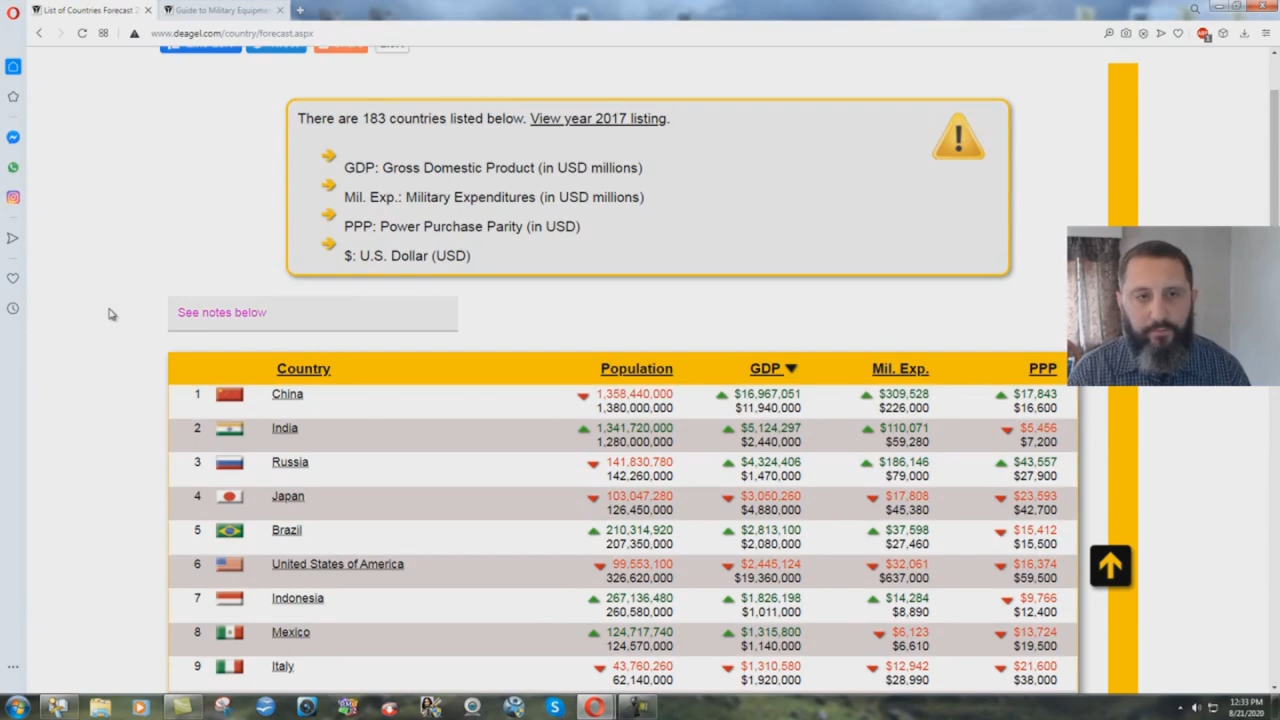 List of Countries Forecast 2
Guide to Military Equipme
www.deagel.com/country/forecast.aspx
There are 183 countries listed below. View year 2017 listing.
GDP: Gross Domestic Product (in USD millions)
Mil. Exp.: Military Expenditures (in USD millions)
PPP: Power Purchase Parity (in USD)
$: U.S. Dollar (USD)
See notes below
Country Population GDP Mil. Exp. PPP
1 China 1,358,440,000 $16,967,051 $309,528 $17,843
1,380,000,000 $11,940,000 $226,000 $16,600
2 India 1,341,720,000 $5,124,297 $110,071 $5,456
1,280,000,000 $2,440,000 $59,280 $7,200
3 Russia 141,830,780 $4,324,406 $186,146 $43,557
142,260,000 $1,470,000 $79,000 $27,900
4 Japan 103,047,280 $3,050,260 $17,808 $23,593
126,450,000 $4,880,000 $45,380 $42,700
5 Brazil 210,314,920 $2,813,100 $37,598 $15,412
207,350,000 $2,080,000 $27,460 $15,500
6 United States of America 99,553,100 $2,445,124 $32,061 $16,374
326,620,000 $19,360,000 $637,000 $59,500
7 Indonesia 267,136,480 $1,826,198 $14,284 $9,766
260,580,000 $1,011,000 $8,890 $12,400
8 Mexico 124,717,740 $1,315,800 $6,123 $13,724
124,570,000 $1,140,000 $6,610 $19,500
9 Italy 43,760,260 $1,310,580 $12,942 $21,600
62,140,000 $1,920,000 $28,990 $38,000
12:33 PM
8/21/2020